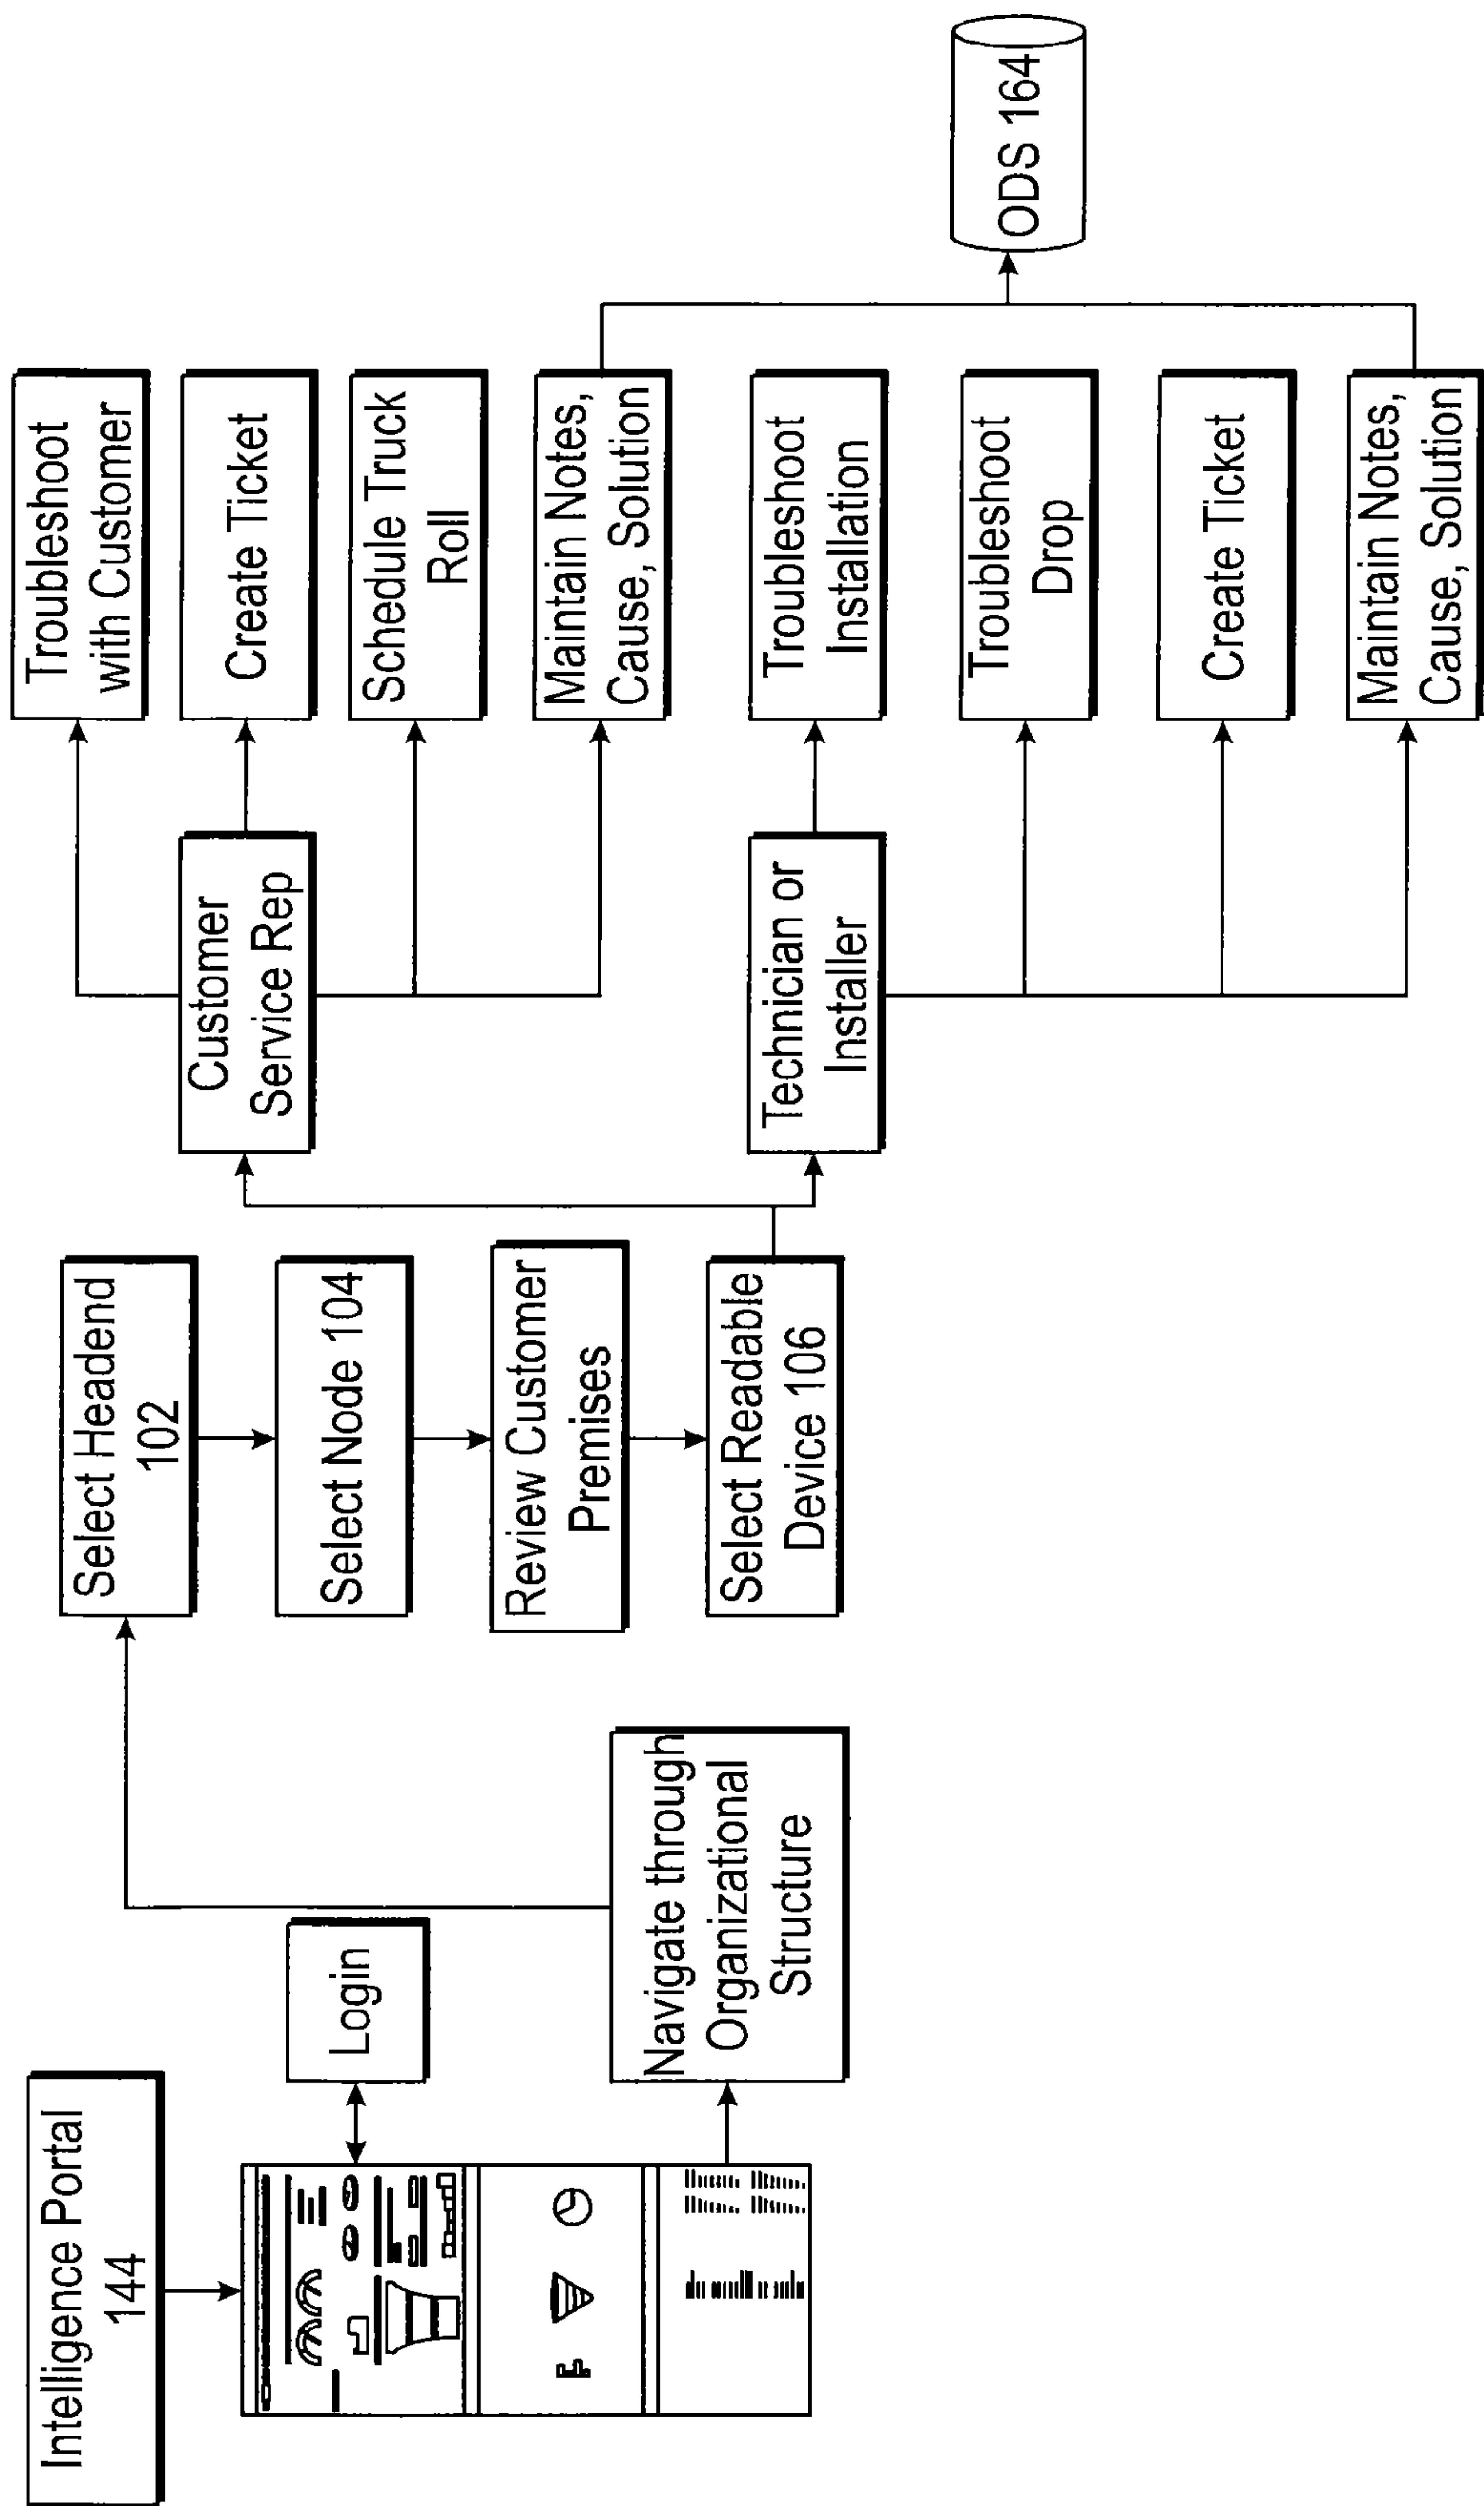 Intelligence Portal
144
Login
Navigate through
Organizational
Structure
Select Headend
102
Select Node 104
Review Customer
Premises
Select Readable
Device 106
Customer
Service Rep
Technician or
Installer
Troubleshoot
with Customer
Create Ticket
Schedule Truck
Roll
Maintain Notes,
Cause, Solution
Troubleshoot
Installation
Troubleshoot
Drop
Create Ticket
Maintain Notes,
Cause, Solution
ODS 164